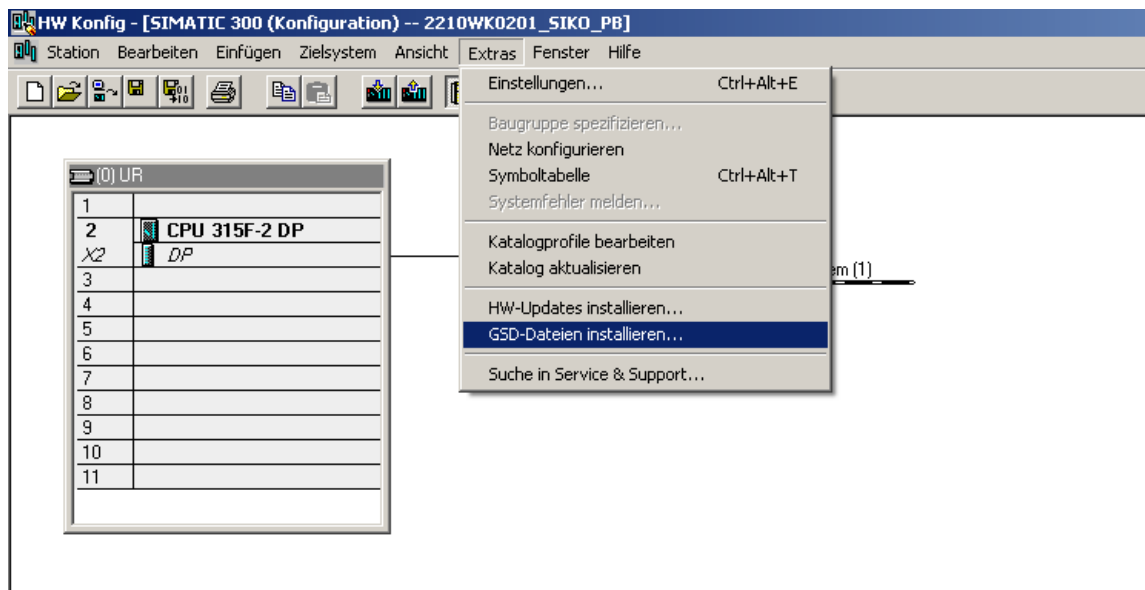 HW Konfig - [SIMATIC 300 (Konfiguration) -- 2210WK0201_SIKO_PB]
Station Bearbeiten Einfügen Zielsystem Ansicht Extras Fenster Hilfe
Einstellungen... Ctrl+Alt+E
Baugruppe spezifizieren...
Netz konfigurieren
Symboltabelle Ctrl+Alt+T
Systemfehler melden...
Katalogprofile bearbeiten
Katalog aktualisieren
HW-Updates installieren...
GSD-Dateien installieren...
Suche in Service & Support...
(0) UR
1
2 CPU 315F-2 DP
X2 DP
3
4
5
6
7
8
9
10
11
em (1)